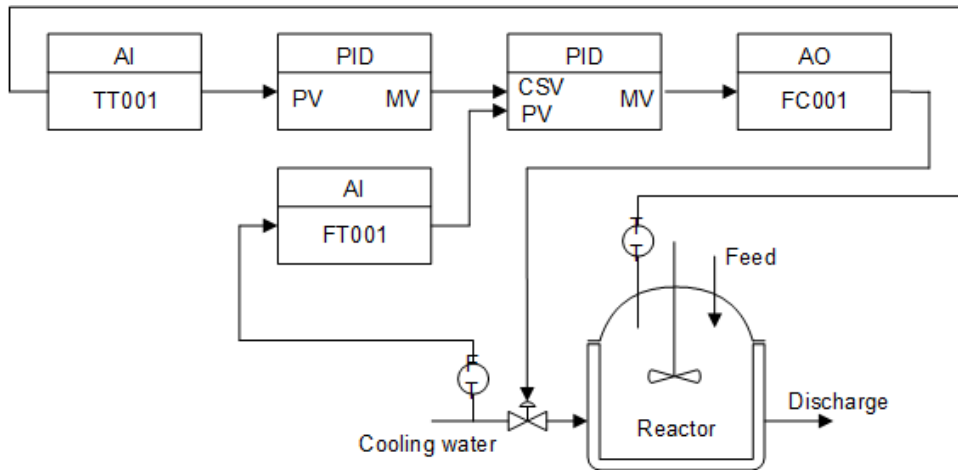 AI
TT001
PID
PV MV
PID
CSV
PV
MV
AO
FC001
AI
FT001
T
T
Feed
F
T
Cooling water
Reactor
Discharge